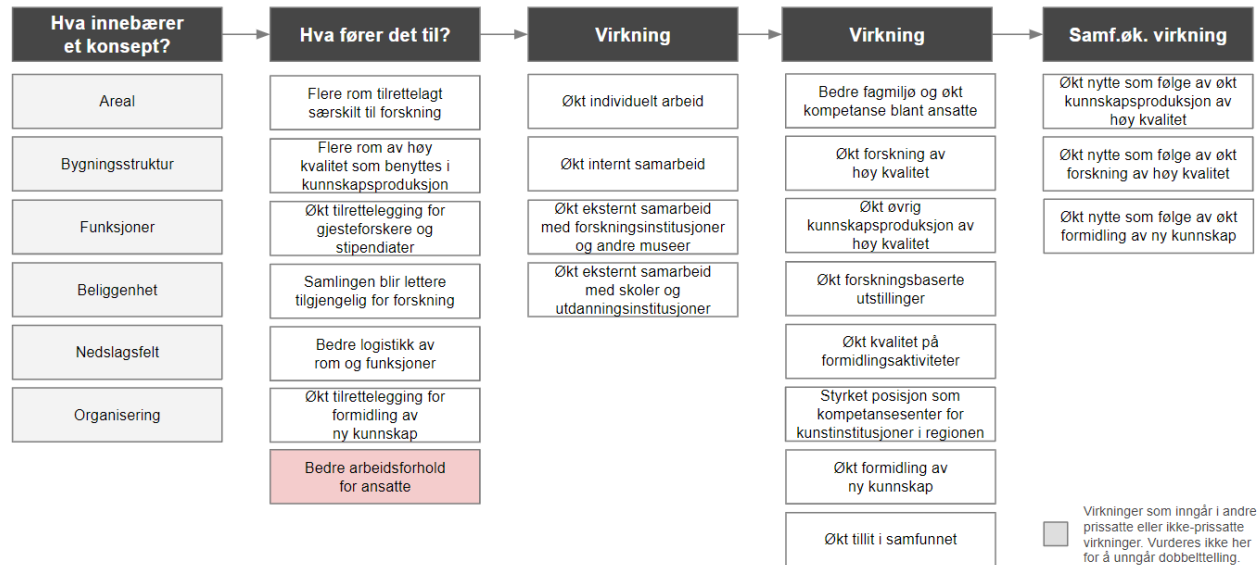 Hva innebærer
et konsept?
Areal
Bygningsstruktur
Funksjoner
Beliggenhet
Nedslagsfelt
Organisering
Hva fører det til?
Flere rom tilrettelagt
særskilt til forskning
Flere rom av høy
kvalitet som benyttes i
kunnskapsproduksjon
Økt tilrettelegging for
gjesteforskere og
stipendiater
Samlingen blir lettere
tilgjengelig for forskning
Bedre logistikk av
rom og funksjoner
Økt tilrettelegging for
formidling av
ny kunnskap
Bedre arbeidsforhold
for ansatte
Virkning
Økt individuelt arbeid
Økt internt samarbeid
Økt eksternt samarbeid
med forskningsinstitusjoner
og andre museer
Økt eksternt samarbeid
med skoler og
utdanningsinstitusjoner
Virkning
Bedre fagmiljø og økt
kompetanse blant ansatte
Økt forskning av
høy kvalitet
Økt øvrig
kunnskapsproduksjon av
høy kvalitet
Økt forskningsbaserte
utstillinger
Økt kvalitet på
formidlingsaktiviteter
Styrket posisjon som
kompetansesenter for
kunstinstitusjoner i regionen
Økt formidling av
ny kunnskap
Økt tillit i samfunnet
Samf.øk. virkning
Økt nytte som følge av økt
kunnskapsproduksjon av
høy kvalitet
Økt nytte som følge av økt
forskning av høy kvalitet
Økt nytte som følge av økt
formidling av ny kunnskap
Virkninger som inngår i andre
prissatte eller ikke-prissatte
virkninger. Vurderes ikke her
for å unngår dobbelttelling.